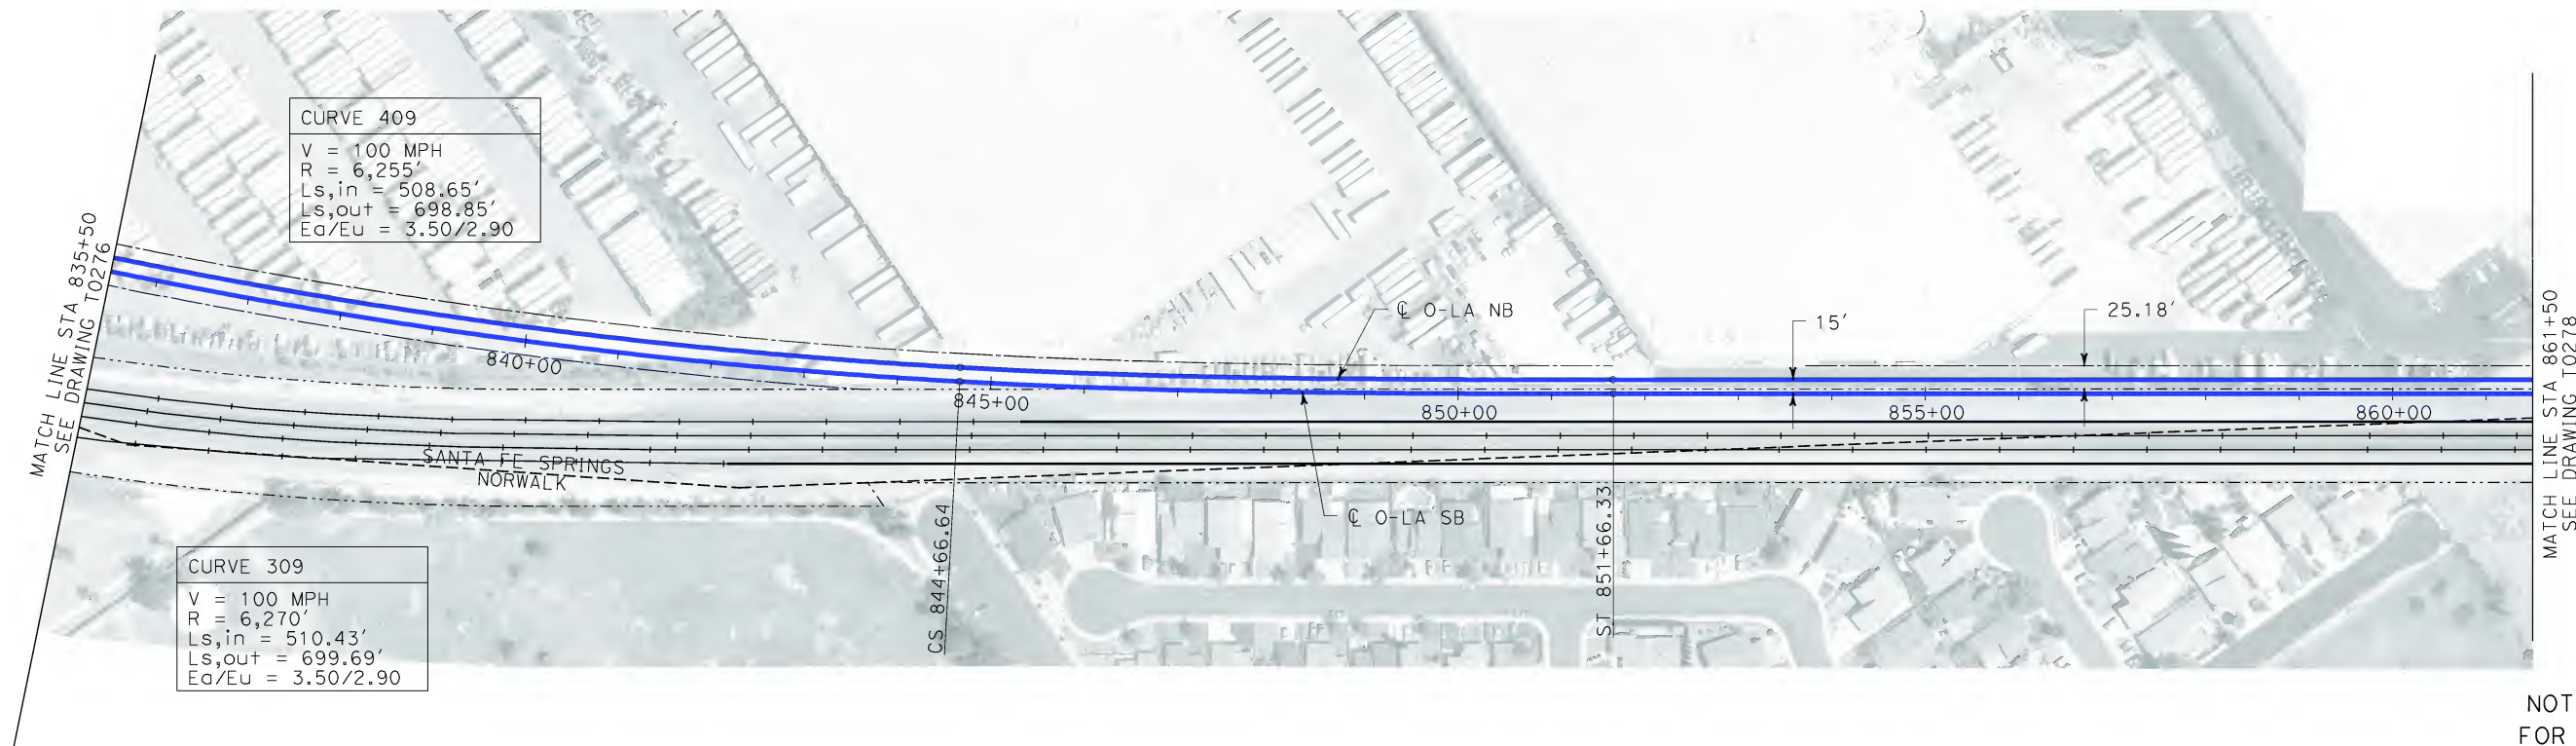 CURVE 409
V = 100 MPH
R = 6,255'
Ls,in = 508.65'
Ls,out = 698.85'
Ea/Eu = 3.50/2.90
MATCH LINE STA 835+50
SEE DRAWING T0276
840+00
845+00
850+00
855+00
860+00
℄ O-LA NB
15'
25.18'
SANTA FE SPRINGS
NORWALK
℄ O-LA SB
CS 844+66.64
ST 851+66.33
CURVE 309
V = 100 MPH
R = 6,270'
Ls,in = 510.43'
Ls,out = 699.69'
Ea/Eu = 3.50/2.90
MATCH LINE STA 861+50
SEE DRAWING T0278
NOT
FOR